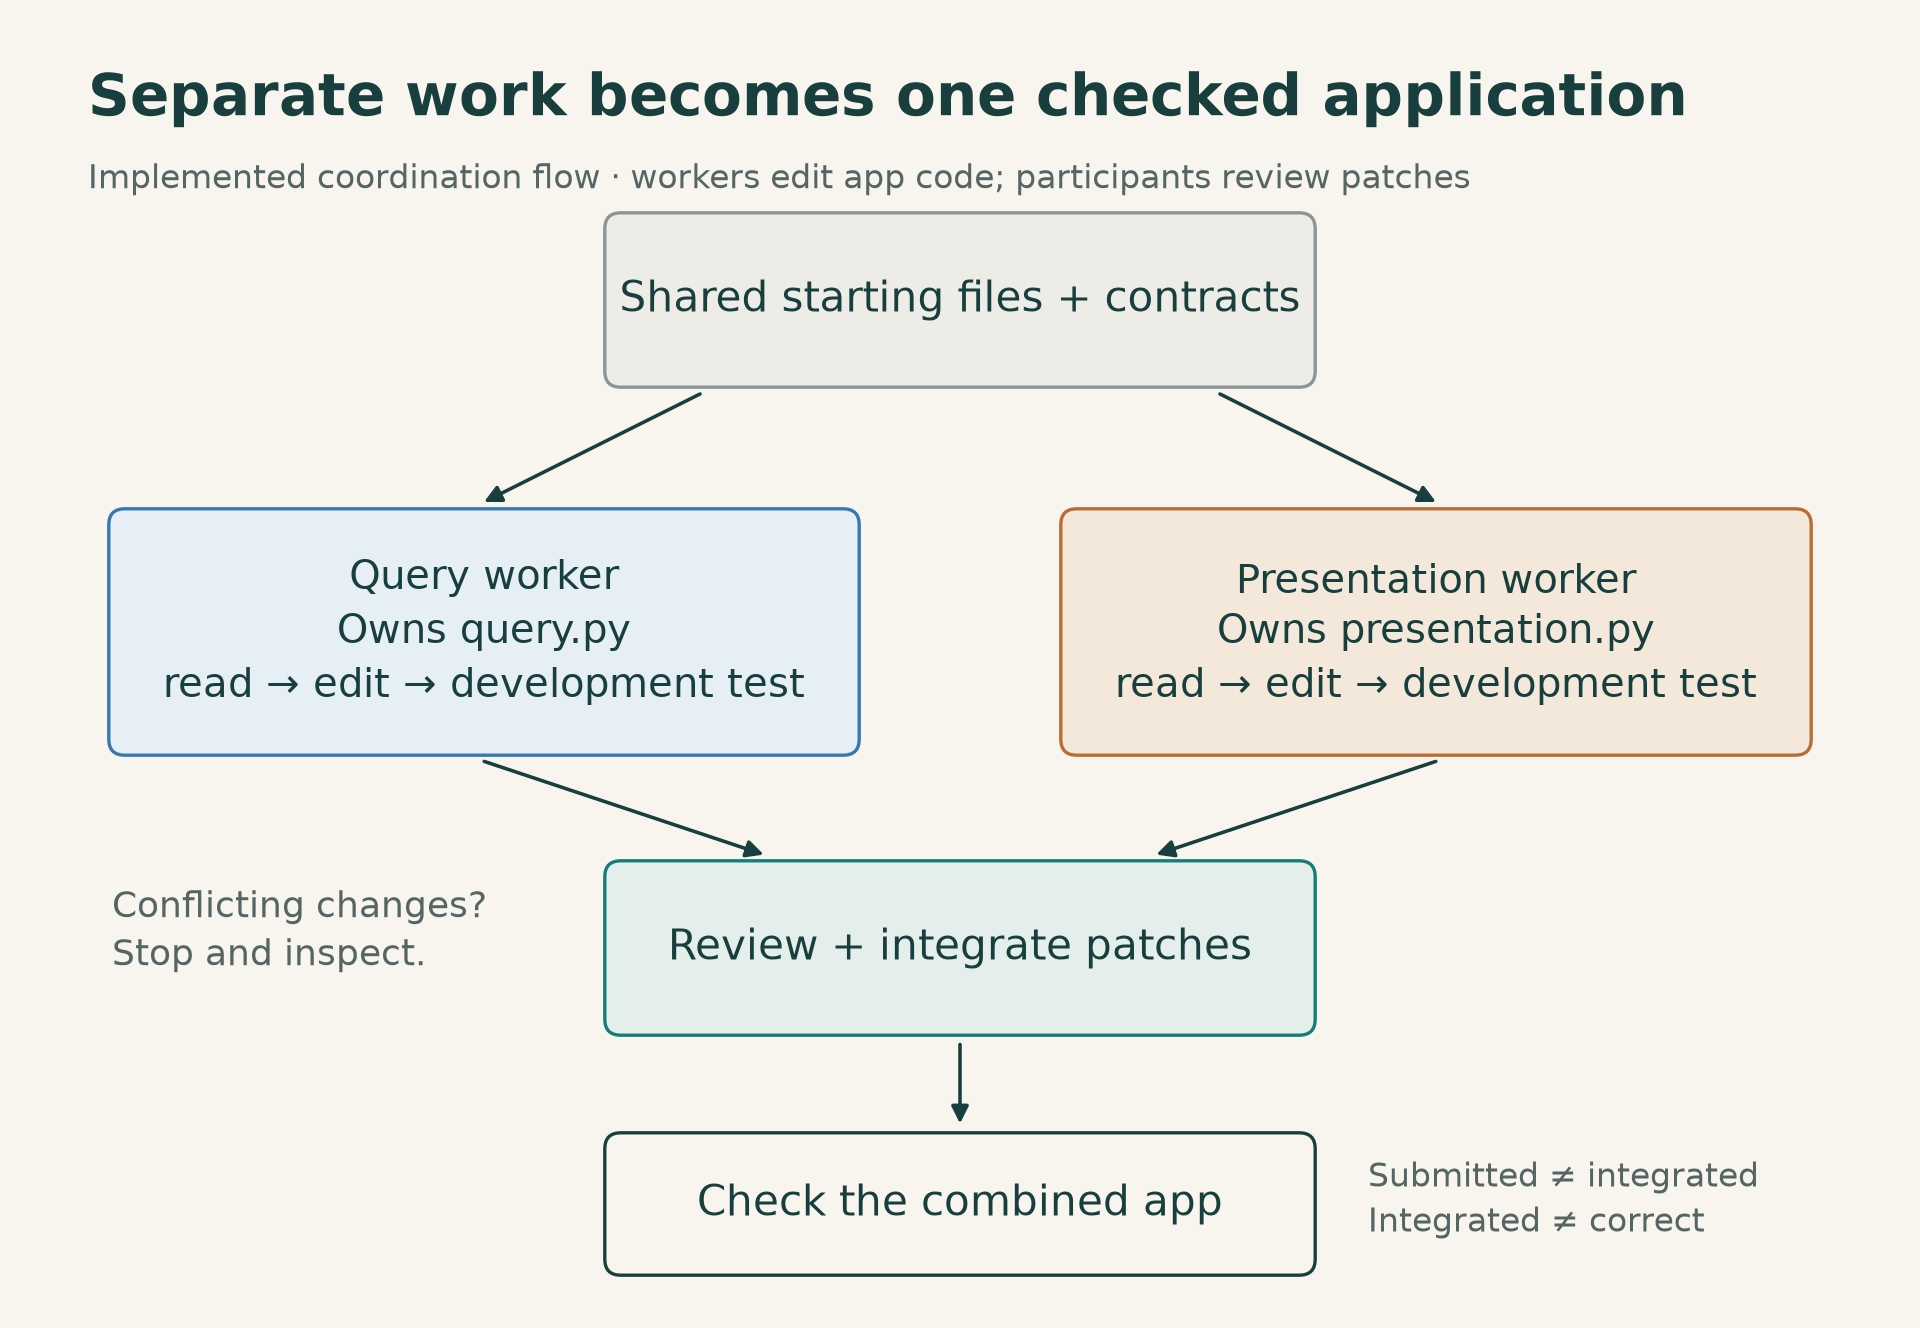 Separate work becomes one checked application
Implemented coordination flow · workers edit app code; participants review patches
Shared starting files + contracts
Query worker
Owns query.py
read → edit → development test
Presentation worker
Owns presentation.py
read → edit → development test
Conflicting changes?
Stop and inspect.
Review + integrate patches
Check the combined app
Submitted ≠ integrated
Integrated ≠ correct